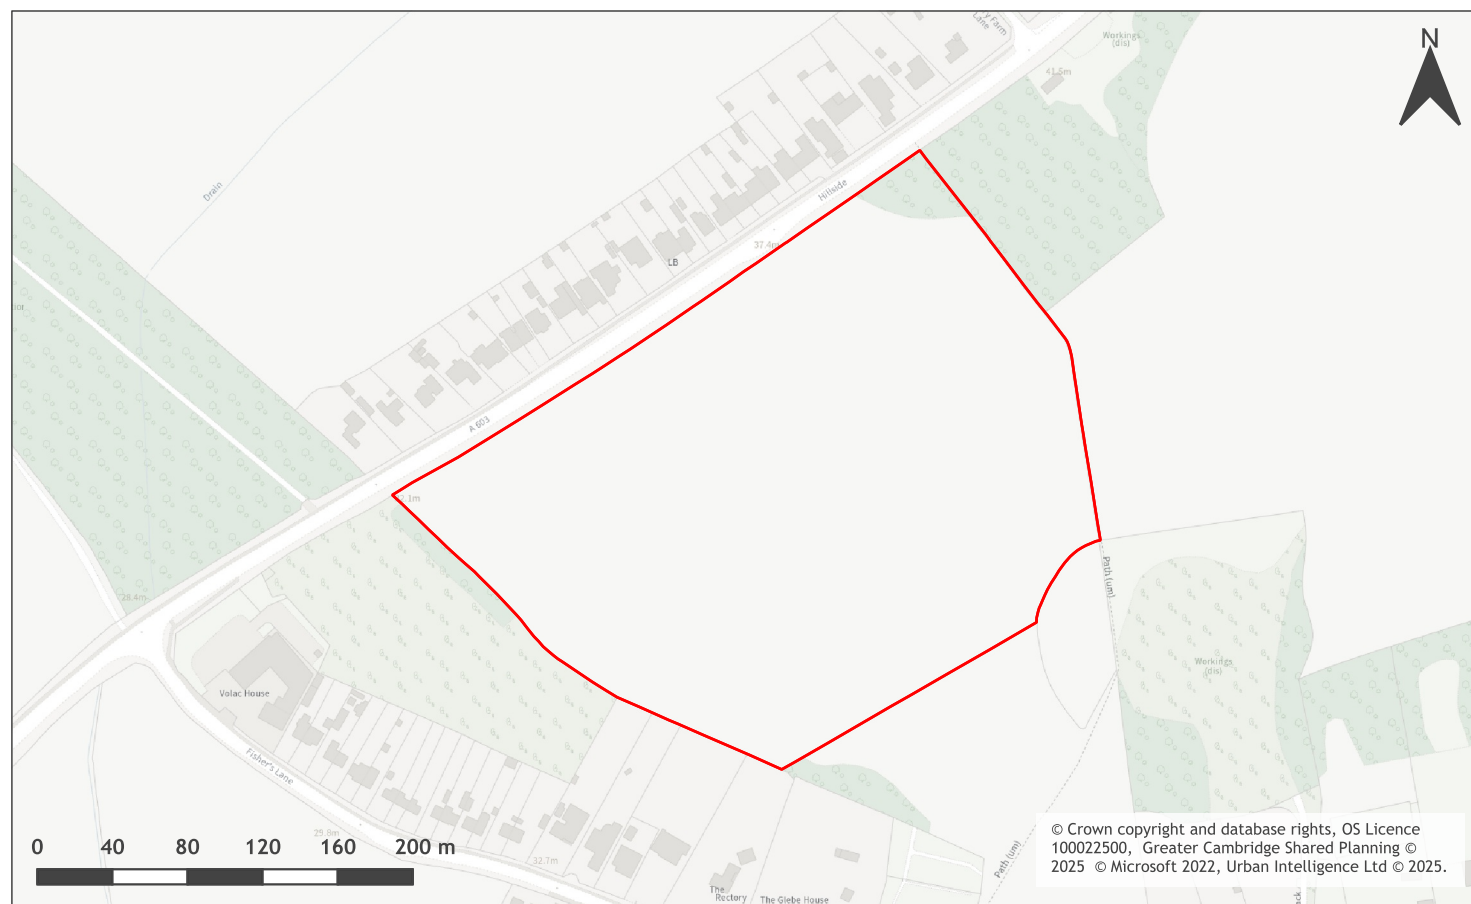 Farm
Lane
Workings
(dis)
N
41.5m
Drain
Hillside
37.4m
LB
A 603
28.4m
Path (um)
Workings
(dis)
Volac House
Fisher's Lane
29.8m
32.7m
Path (um)
The
Rectory
The Glebe House
0 40 80 120 160 200 m
© Crown copyright and database rights, OS Licence
100022500, Greater Cambridge Shared Planning ©
2025 © Microsoft 2022, Urban Intelligence Ltd © 2025.